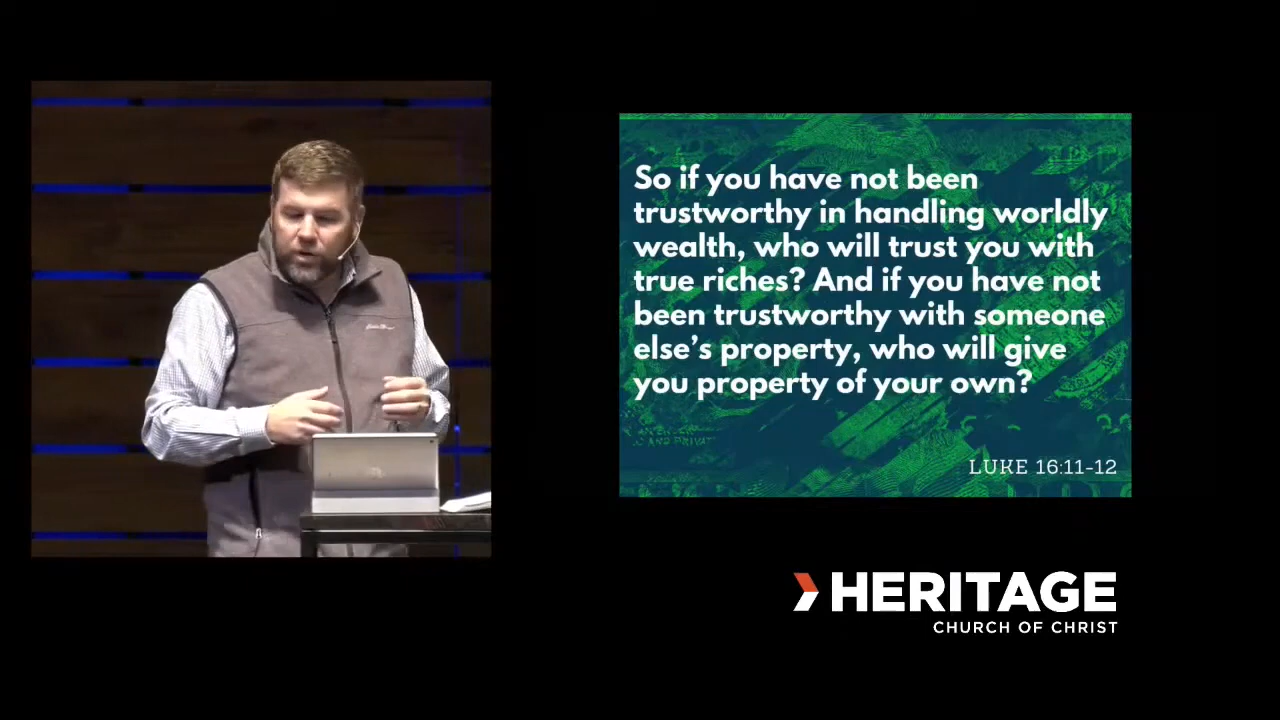 So if you have not been
trustworthy in handling worldly
wealth, who will trust you with
true riches? And if you have not
been trustworthy with someone
else's property, who will give
you property of your own?
LUKE 16:11-12
HERITAGE
CHURCH OF CHRIST